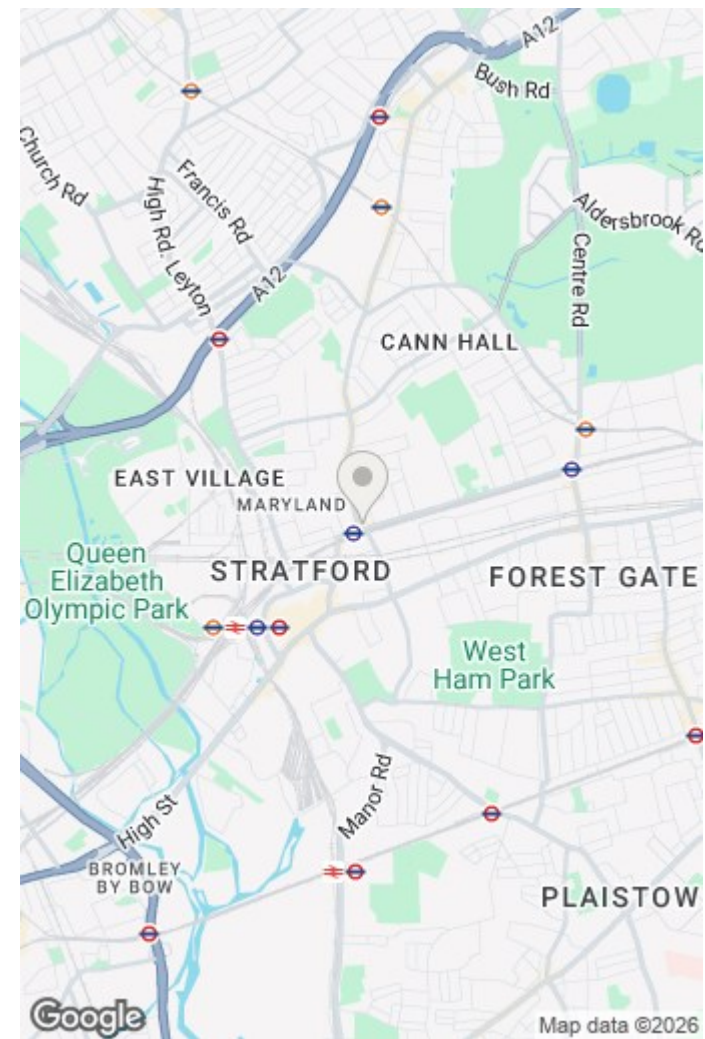 A12
Bush Rd
Church Rd
Francis Rd
High Rd. Leyton
Aldersbrook Rd
A12
Centre Rd
CANN HALL
EAST VILLAGE
MARYLAND
Queen
Elizabeth
Olympic Park
STRATFORD
FOREST GATE
West
Ham Park
Manor Rd
High St
BROMLEY
BY BOW
PLAISTOW
Google
Map data ©2026